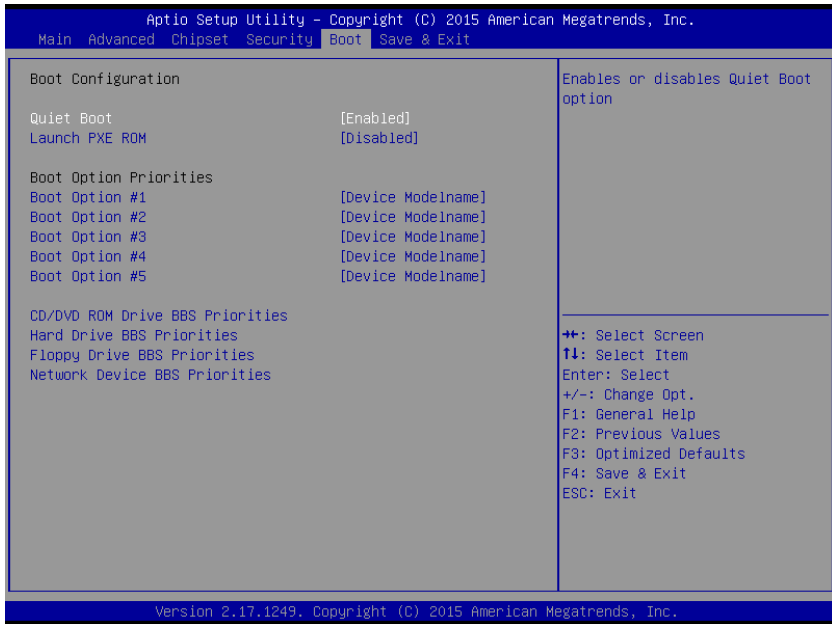 Aptio Setup Utility – Copyright (C) 2015 American Megatrends, Inc.
Main Advanced Chipset Security Boot Save & Exit
Boot Configuration
Quiet Boot [Enabled]
Launch PXE ROM [Disabled]
Boot Option Priorities
Boot Option #1 [Device Modelname]
Boot Option #2 [Device Modelname]
Boot Option #3 [Device Modelname]
Boot Option #4 [Device Modelname]
Boot Option #5 [Device Modelname]
CD/DVD ROM Drive BBS Priorities
Hard Drive BBS Priorities
Floppy Drive BBS Priorities
Network Device BBS Priorities
Enables or disables Quiet Boot
option
→←: Select Screen
↑↓: Select Item
Enter: Select
+/-: Change Opt.
F1: General Help
F2: Previous Values
F3: Optimized Defaults
F4: Save & Exit
ESC: Exit
Version 2.17.1249. Copyright (C) 2015 American Megatrends, Inc.